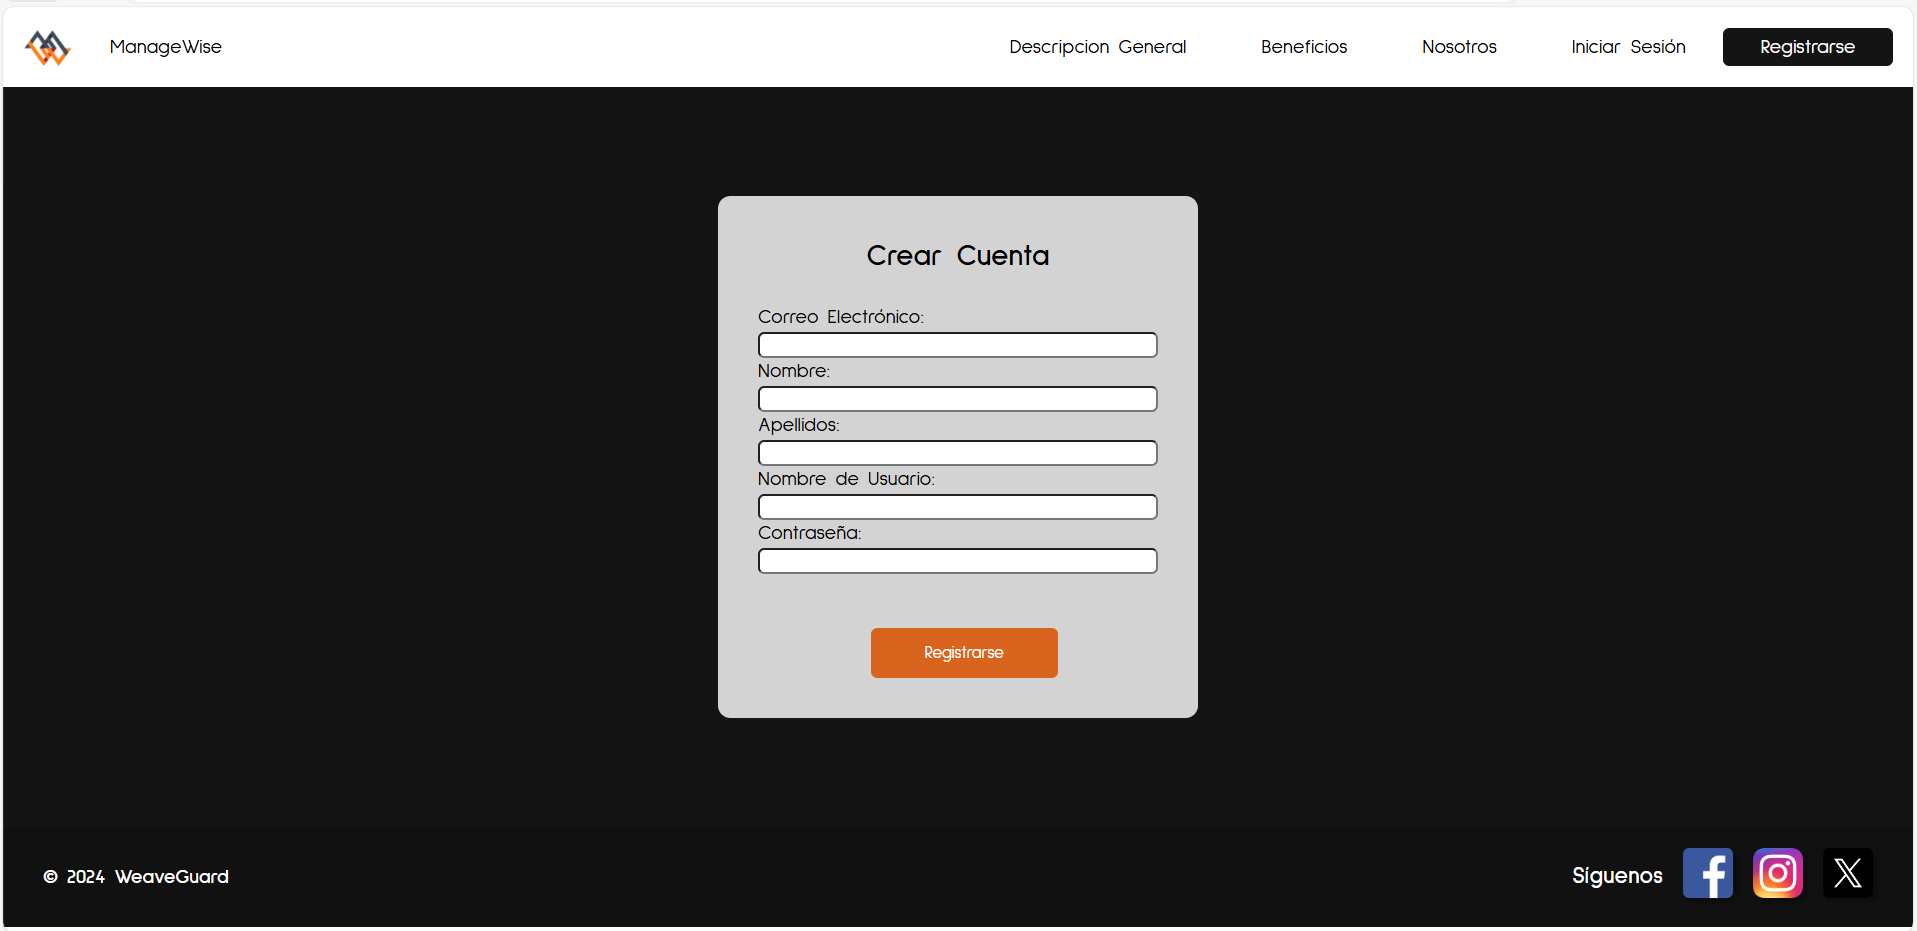 ManageWise
Descripcion General
Beneficios
Nosotros
Iniciar Sesión
Registrarse
Crear Cuenta
Correo Electrónico:
Nombre:
Apellidos:
Nombre de Usuario:
Contraseña:
Registrarse
© 2024 WeaveGuard
Síguenos